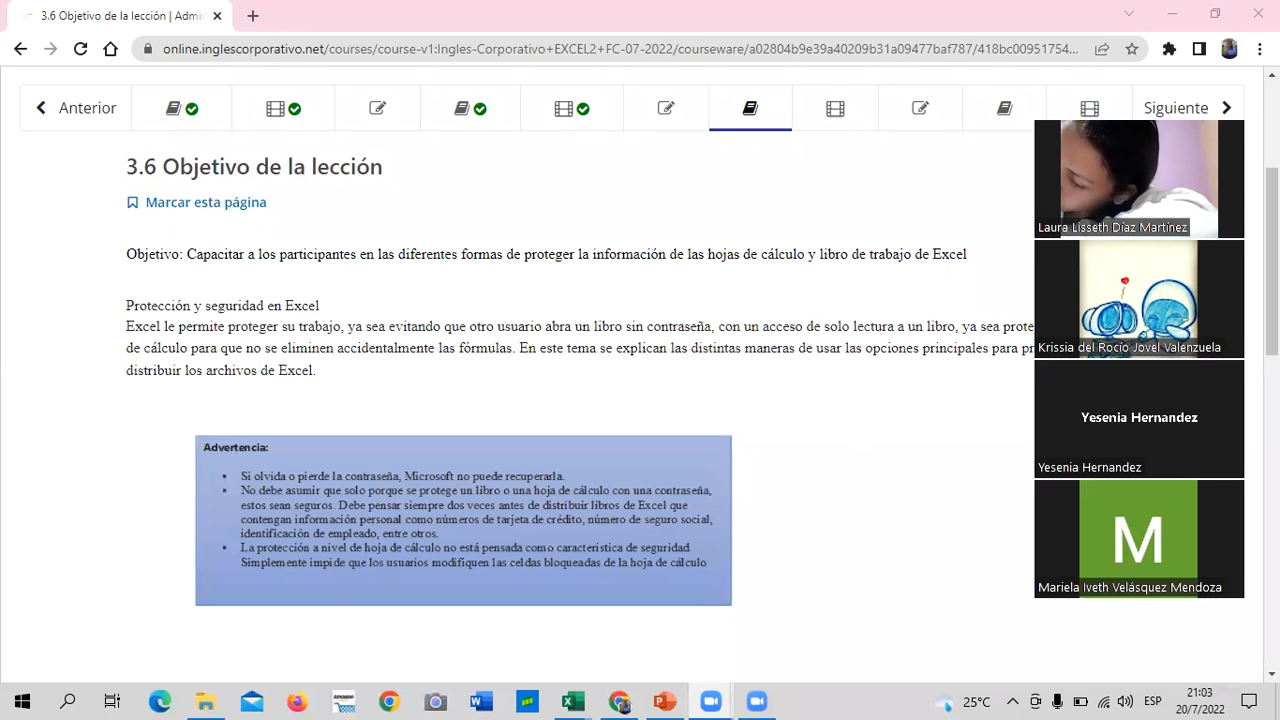 3.6 Objetivo de la lección | Admi
online.inglescorporativo.net/courses/course-v1:Ingles-Corporativo+EXCEL2+FC-07-2022/courseware/a02804b9e39a40209b31a09477baf787/418bc00951754...
Anterior
Siguiente
3.6 Objetivo de la lección
Marcar esta página
Objetivo: Capacitar a los participantes en las diferentes formas de proteger la información de las hojas de cálculo y libro de trabajo de Excel
Protección y seguridad en Excel
Excel le permite proteger su trabajo, ya sea evitando que otro usuario abra un libro sin contraseña, con un acceso de solo lectura a un libro, ya sea prote
de cálculo para que no se eliminen accidentalmente las fórmulas. En este tema se explican las distintas maneras de usar las opciones principales para pr
distribuir los archivos de Excel.
Advertencia:
• Si olvida o pierde la contraseña, Microsoft no puede recuperarla.
• No debe asumir que solo porque se protege un libro o una hoja de cálculo con una contraseña,
estos sean seguros. Debe pensar siempre dos veces antes de distribuir libros de Excel que
contengan información personal como números de tarjeta de crédito, número de seguro social,
identificación de empleado, entre otros.
• La protección a nivel de hoja de cálculo no está pensada como característica de seguridad.
Simplemente impide que los usuarios modifiquen las celdas bloqueadas de la hoja de cálculo
Laura Lisseth Díaz Martínez
Krissia del Rocío Jovel Valenzuela
Yesenia Hernandez
Yesenia Hernandez
M
Mariela Iveth Velásquez Mendoza
25°C
ESP
21:03
20/7/2022